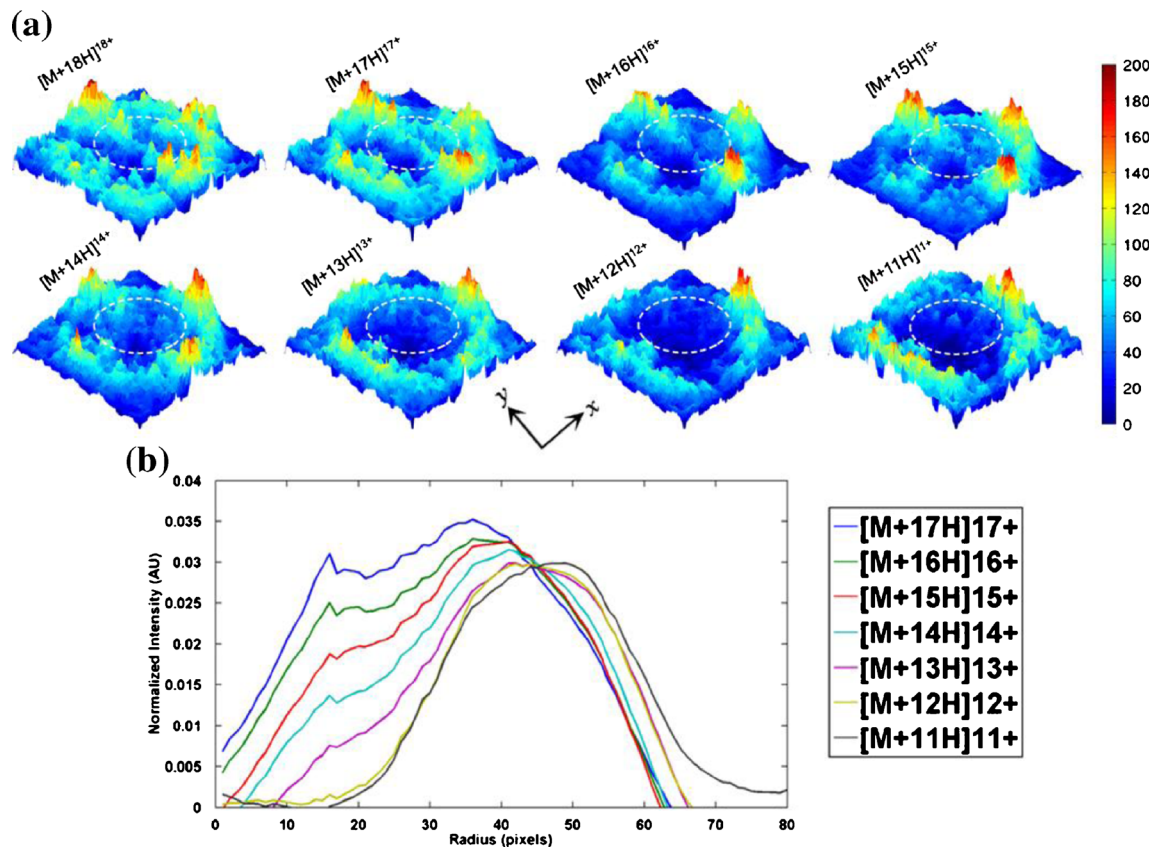 (a)
[M+18H]18+
[M+17H]17+
[M+16H]16+
[M+15H]15+
200
180
160
140
120
100
80
60
40
20
0
[M+14H]14+
[M+13H]13+
[M+12H]12+
[M+11H]11+
y
x
(b)
0.04
0.035
0.03
0.025
0.02
0.015
0.01
0.005
0
Normalized Intensity (AU)
0 10 20 30 40 50 60 70 80
Radius (pixels)
[M+17H]17+
[M+16H]16+
[M+15H]15+
[M+14H]14+
[M+13H]13+
[M+12H]12+
[M+11H]11+